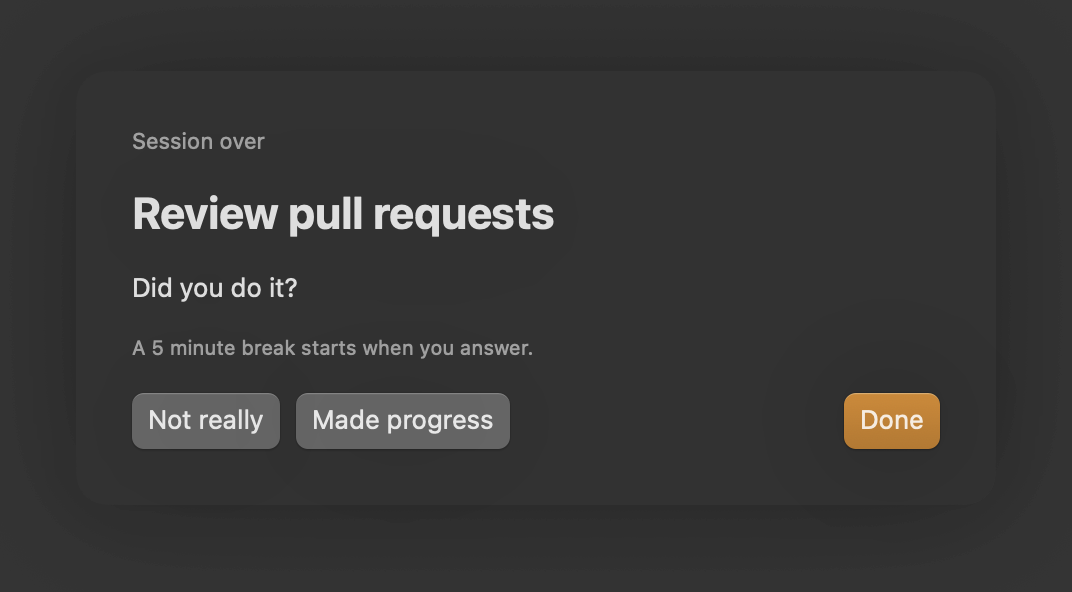 Session over
Review pull requests
Did you do it?
A 5 minute break starts when you answer.
Not really Made progress Done